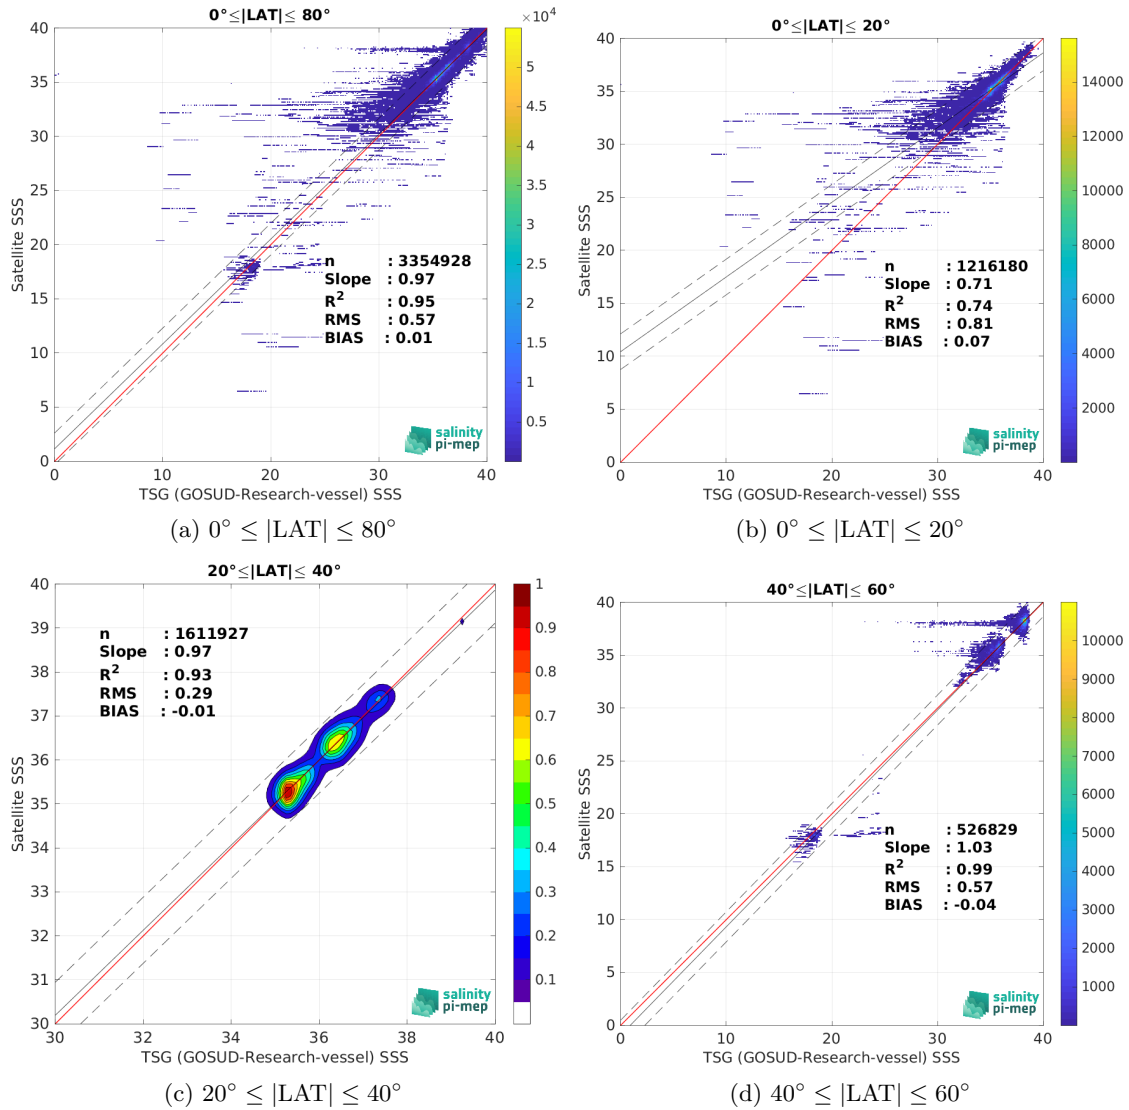 0°≤|LAT|≤ 80°
×10⁴
40
35
30
25
20
15
10
5
0
0 10 20 30 40
5
4.5
4
3.5
3
2.5
2
1.5
1
0.5
Satellite SSS
n : 3354928
Slope : 0.97
R² : 0.95
RMS : 0.57
BIAS : 0.01
salinity
pi-mep
TSG (GOSUD-Research-vessel) SSS
(a) 0° ≤ |LAT| ≤ 80°
0°≤|LAT|≤ 20°
40
35
30
25
20
15
10
5
0
0 10 20 30 40
14000
12000
10000
8000
6000
4000
2000
Satellite SSS
n : 1216180
Slope : 0.71
R² : 0.74
RMS : 0.81
BIAS : 0.07
salinity
pi-mep
TSG (GOSUD-Research-vessel) SSS
(b) 0° ≤ |LAT| ≤ 20°
20°≤|LAT|≤ 40°
40
39
38
37
36
35
34
33
32
31
30
30 32 34 36 38 40
1
0.9
0.8
0.7
0.6
0.5
0.4
0.3
0.2
0.1
Satellite SSS
n : 1611927
Slope : 0.97
R² : 0.93
RMS : 0.29
BIAS : -0.01
salinity
pi-mep
TSG (GOSUD-Research-vessel) SSS
(c) 20° ≤ |LAT| ≤ 40°
40°≤|LAT|≤ 60°
40
35
30
25
20
15
10
5
0
0 10 20 30 40
10000
9000
8000
7000
6000
5000
4000
3000
2000
1000
Satellite SSS
n : 526829
Slope : 1.03
R² : 0.99
RMS : 0.57
BIAS : -0.04
salinity
pi-mep
TSG (GOSUD-Research-vessel) SSS
(d) 40° ≤ |LAT| ≤ 60°